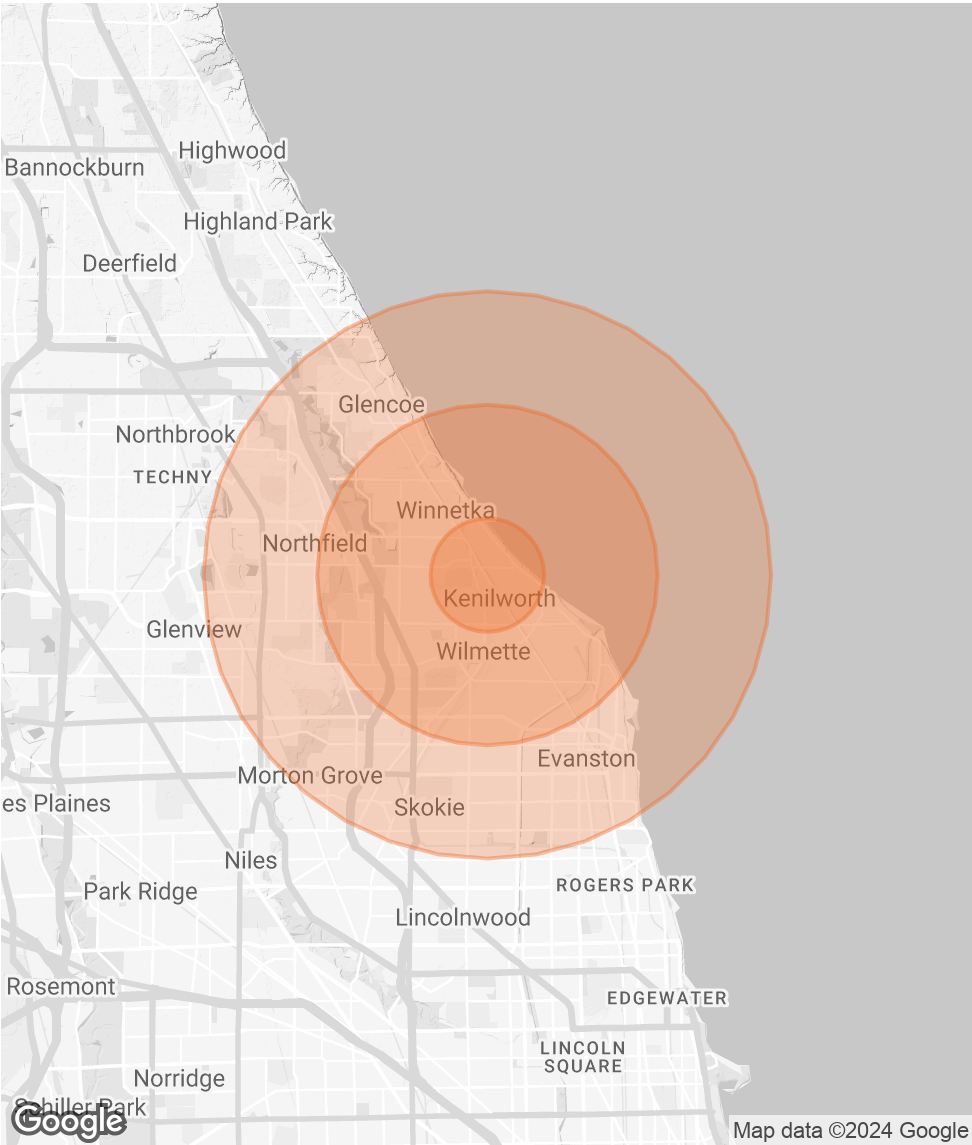 Highwood
Bannockburn
Highland Park
Deerfield
Glencoe
Northbrook
TECHNY
Winnetka
Northfield
Kenilworth
Glenview
Wilmette
Evanston
Morton Grove
es Plaines
Skokie
Niles
ROGERS PARK
Park Ridge
Lincolnwood
Rosemont
EDGEWATER
LINCOLN
SQUARE
Norridge
Schiller Park
Google
Map data ©2024 Google